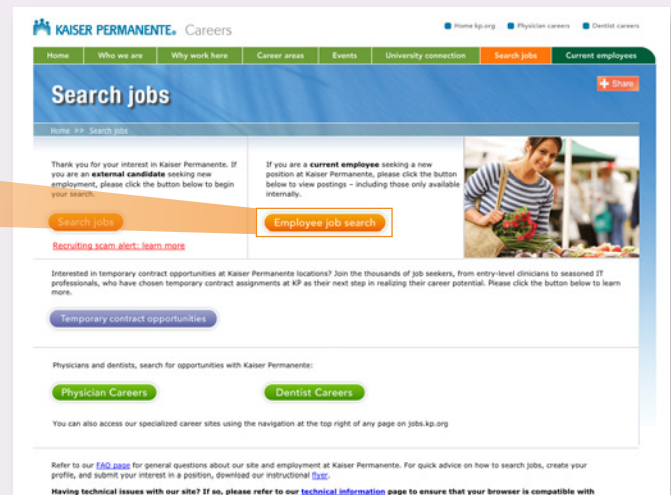 KAISER PERMANENTE® Careers
Home kp.org Physician careers Dentist careers
Home Who we are Why work here Career areas Events University connection Search jobs Current employees
Search jobs
Share
Home >> Search jobs
Thank you for your interest in Kaiser Permanente. If
you are an external candidate seeking new
employment, please click the button below to begin
your search.
Search jobs
Recruiting scam alert: learn more
If you are a current employee seeking a new
position at Kaiser Permanente, please click the button
below to view postings – including those only available
internally.
Employee job search
Interested in temporary contract opportunities at Kaiser Permanente locations? Join the thousands of job seekers, from entry-level clinicians to seasoned IT
professionals, who have chosen temporary contract assignments at KP as their next step in realizing their career potential. Please click the button below to learn
more.
Temporary contract opportunities
Physicians and dentists, search for opportunities with Kaiser Permanente:
Physician Careers
Dentist Careers
You can also access our specialized career sites using the navigation at the top right of any page on jobs.kp.org
Refer to our FAQ page for general questions about our site and employment at Kaiser Permanente. For quick advice on how to search jobs, create your
profile, and submit your interest in a position, download our instructional flyer.
Having technical issues with our site? If so, please refer to our technical information page to ensure that your browser is compatible with